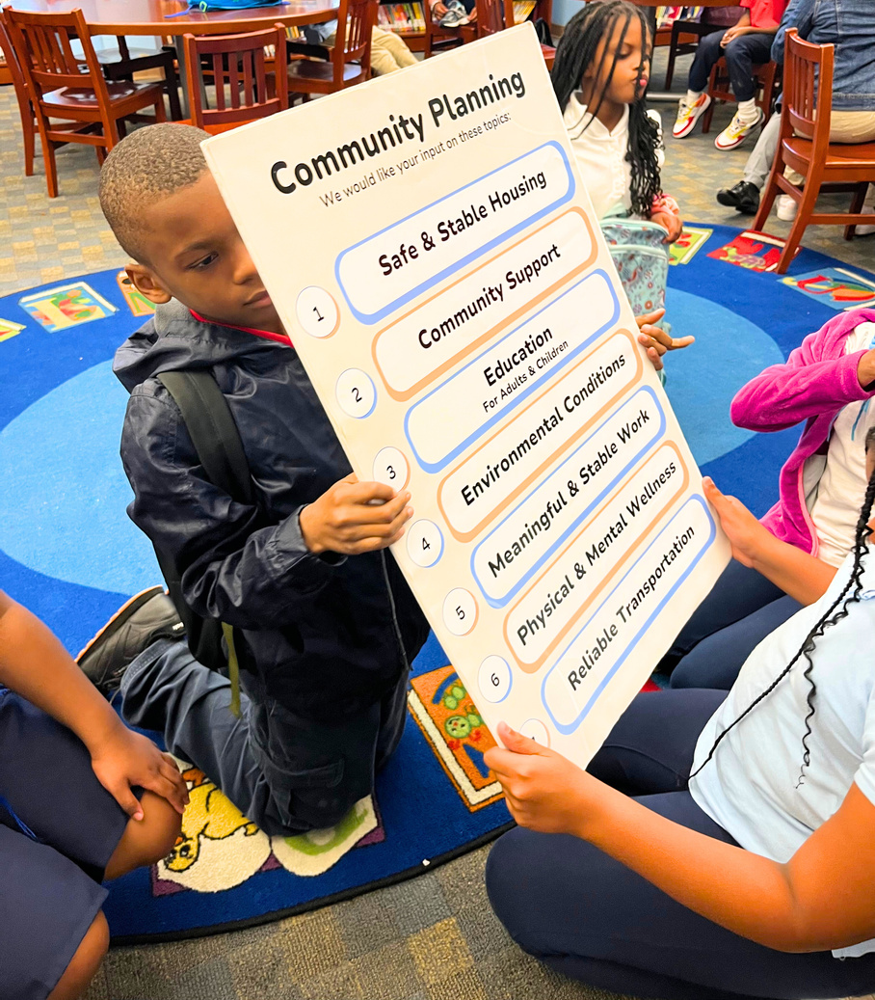 Community Planning
We would like your input on these topics:
1
Safe & Stable Housing
2
Community Support
3
Education
For Adults & Children
4
Environmental Conditions
5
Meaningful & Stable Work
6
Physical & Mental Wellness
Reliable Transportation